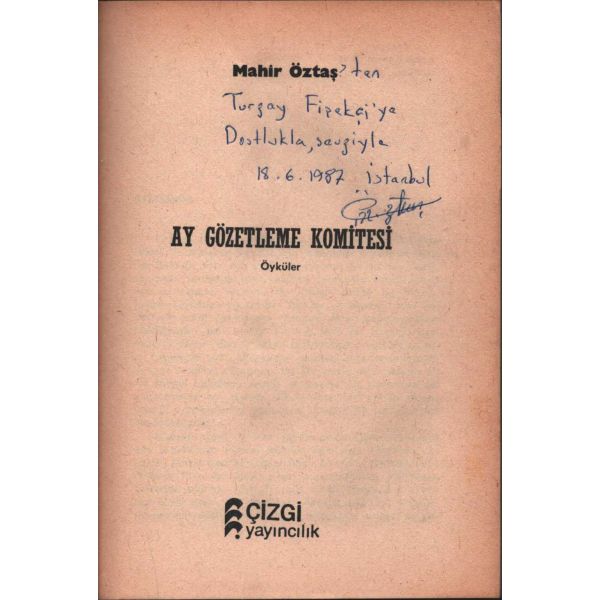 Mahir Öztaş'tan
Turgay Fişekçi'ye
Dostlukla, sevgiyle
18.6.1987 İstanbul
AY GÖZETLEME KOMİTESİ
Öyküler
ÇİZGİ
yayıncılık